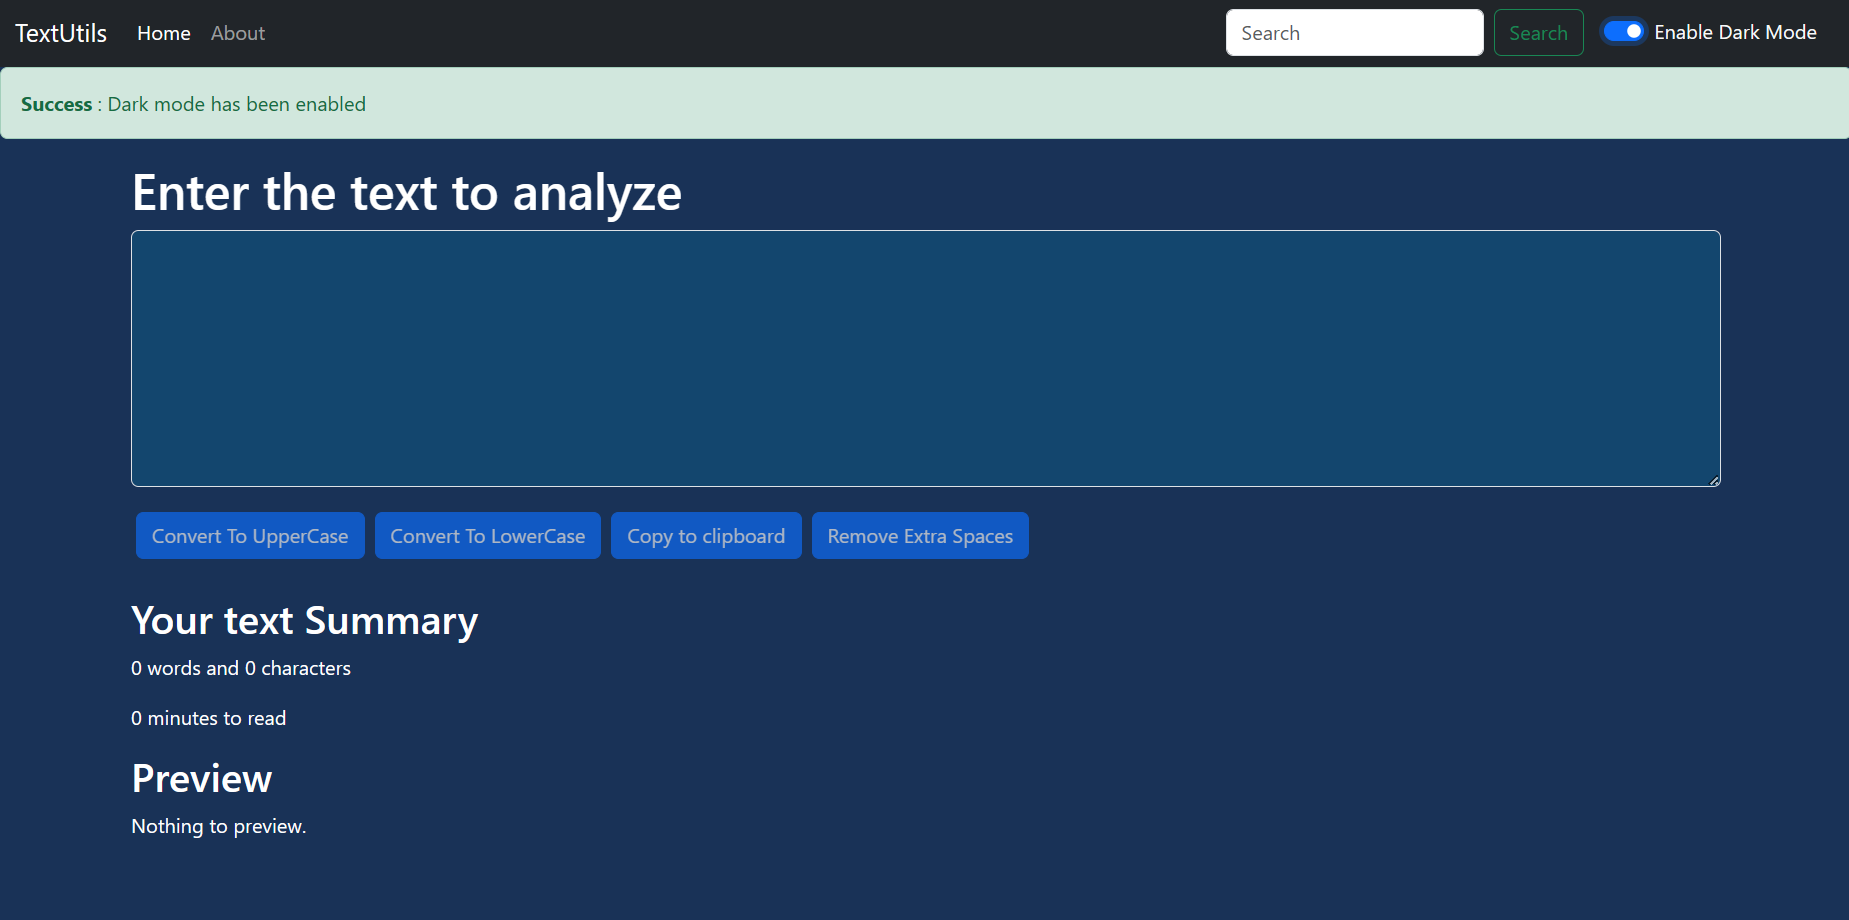 TextUtils Home About Search Search Enable Dark Mode
Success : Dark mode has been enabled
Enter the text to analyze
Convert To UpperCase Convert To LowerCase Copy to clipboard Remove Extra Spaces
Your text Summary
0 words and 0 characters
0 minutes to read
Preview
Nothing to preview.